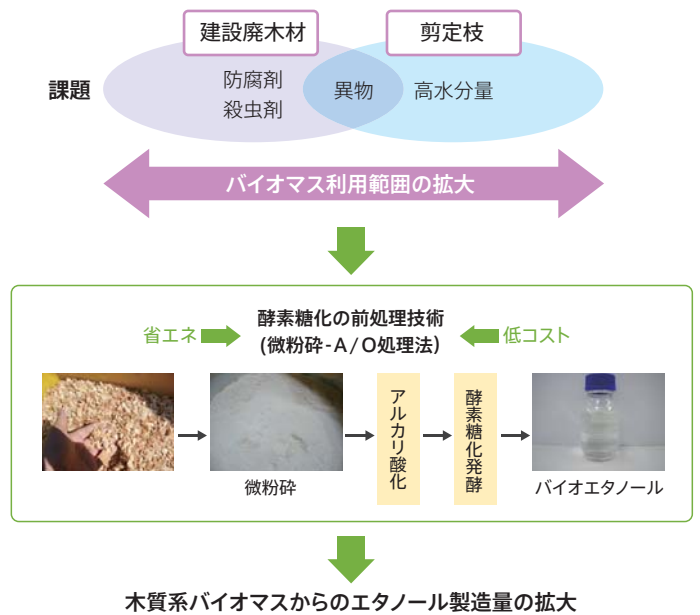 建設廃木材
剪定枝
課題
防腐剤
殺虫剤
異物
高水分量
バイオマス利用範囲の拡大
酵素糖化の前処理技術
(微粉砕-A/O処理法)
省エネ
低コスト
微粉砕
アルカリ酸化
酵素糖化発酵
バイオエタノール
木質系バイオマスからのエタノール製造量の拡大